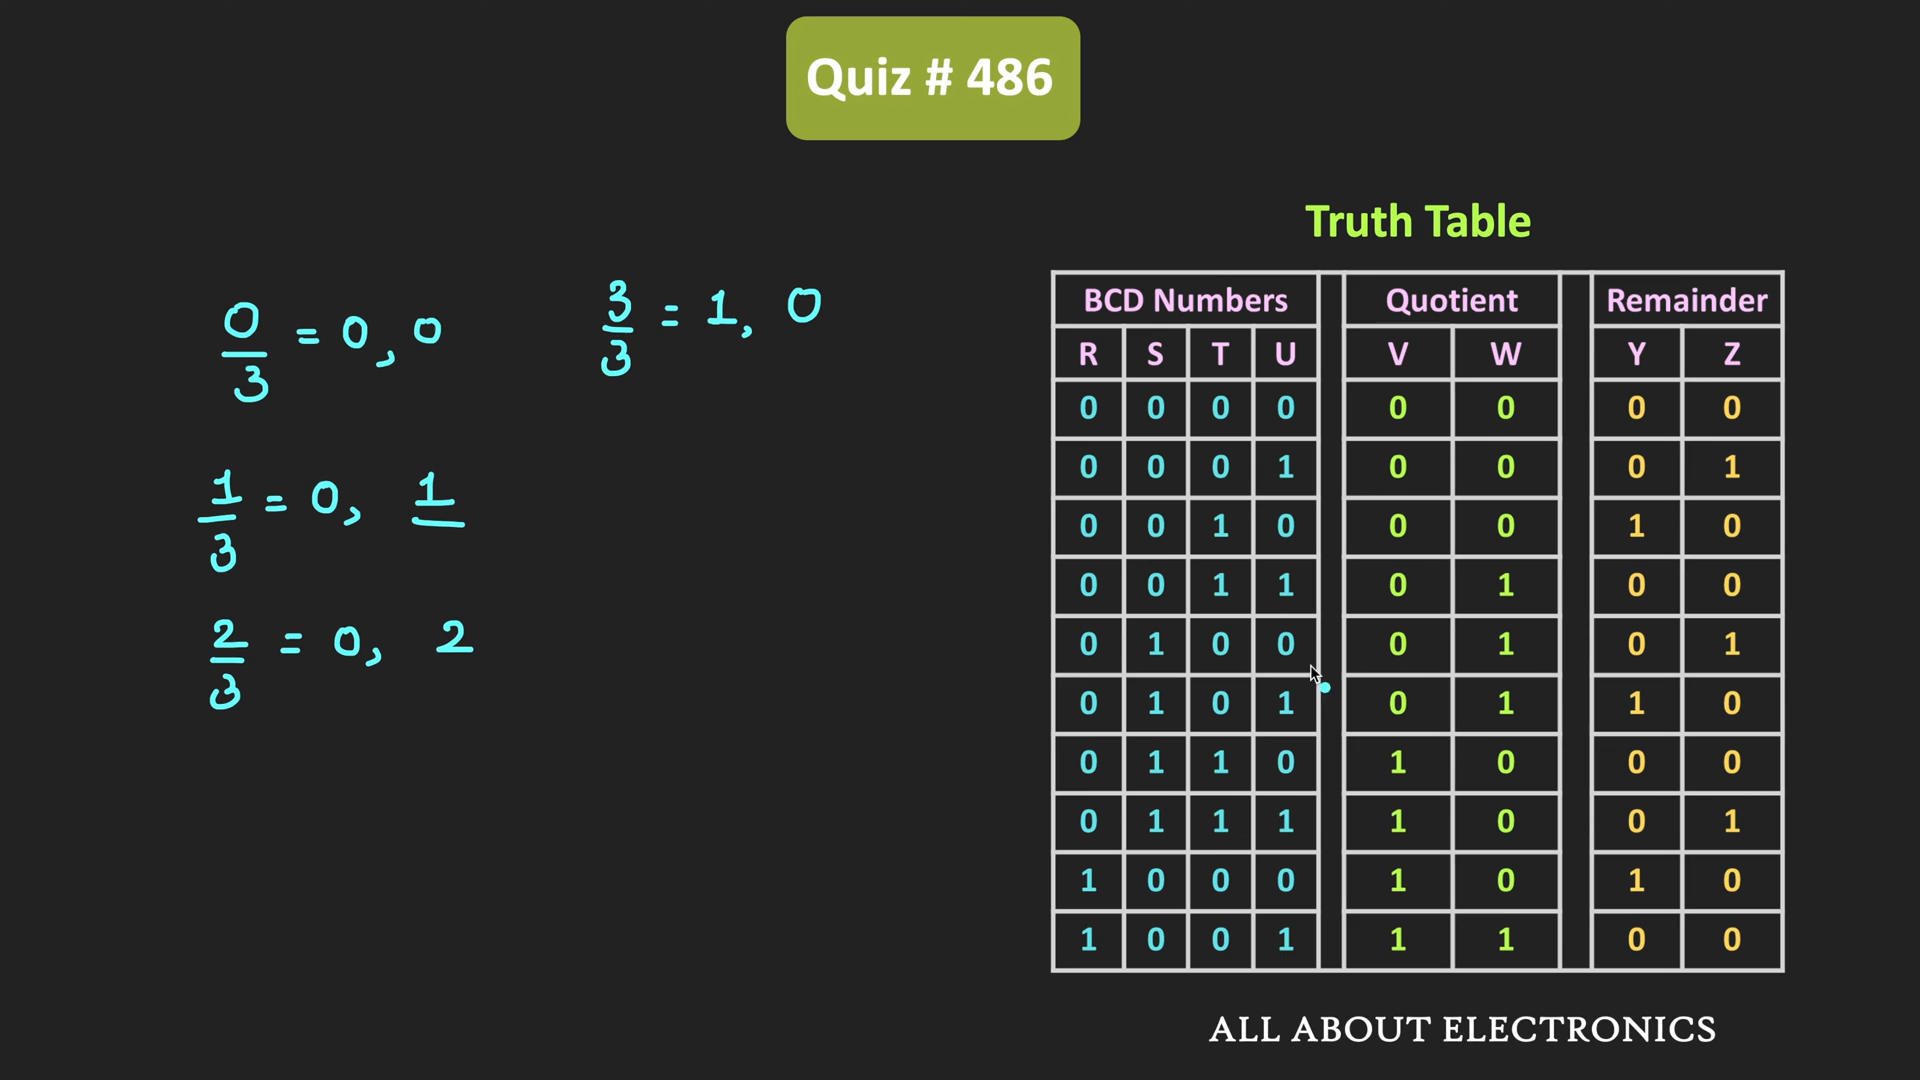 Quiz # 486
0/3 = 0, 0
3/3 = 1, 0
1/3 = 0, 1
2/3 = 0, 2
Truth Table
BCD Numbers Quotient Remainder
R S T U V W Y Z
0 0 0 0 0 0 0 0
0 0 0 1 0 0 0 1
0 0 1 0 0 0 1 0
0 0 1 1 0 1 0 0
0 1 0 0 0 1 0 1
0 1 0 1 0 1 1 0
0 1 1 0 1 0 0 0
0 1 1 1 1 0 0 1
1 0 0 0 1 0 1 0
1 0 0 1 1 1 0 0
ALL ABOUT ELECTRONICS